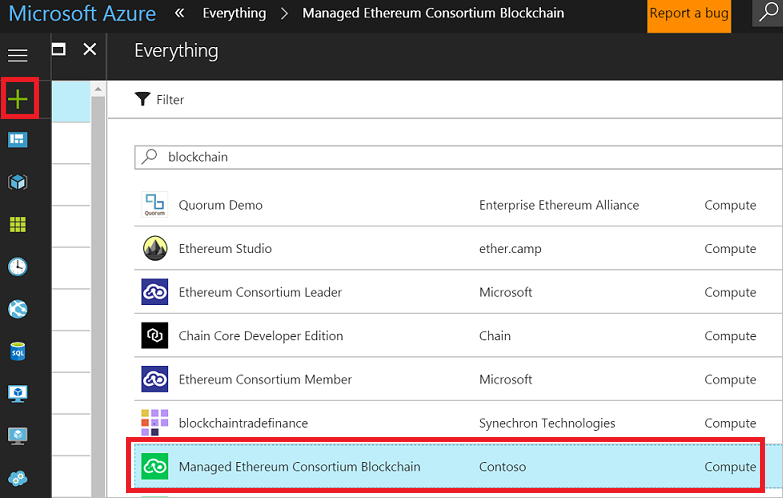 Microsoft Azure « Everything > Managed Ethereum Consortium Blockchain Report a bug
Everything
Filter
blockchain
Quorum Quorum Demo Enterprise Ethereum Alliance Compute
Ethereum Studio ether.camp Compute
Ethereum Consortium Leader Microsoft Compute
Chain Core Developer Edition Chain Compute
Ethereum Consortium Member Microsoft Compute
blockchaintradefinance Synechron Technologies Compute
Managed Ethereum Consortium Blockchain Contoso Compute
SQL